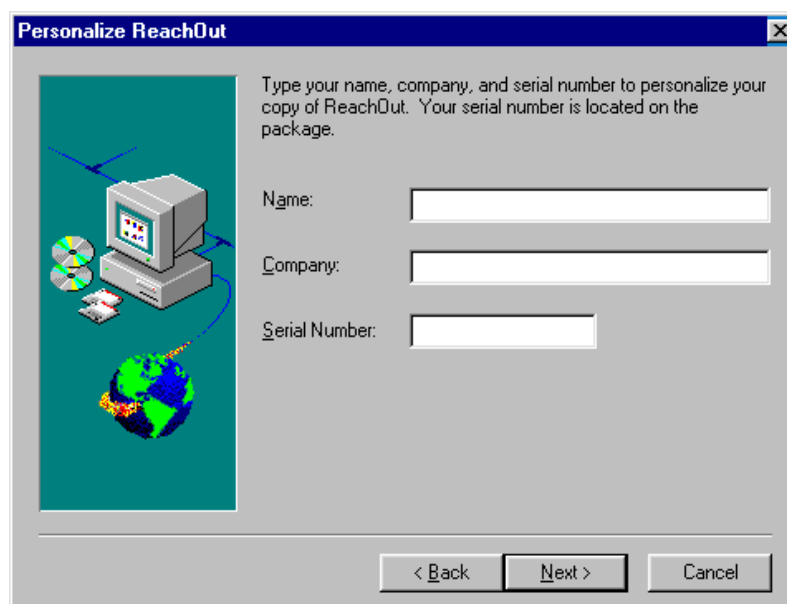 Personalize ReachOut
Type your name, company, and serial number to personalize your
copy of ReachOut. Your serial number is located on the
package.
Name:
Company:
Serial Number:
< Back
Next >
Cancel